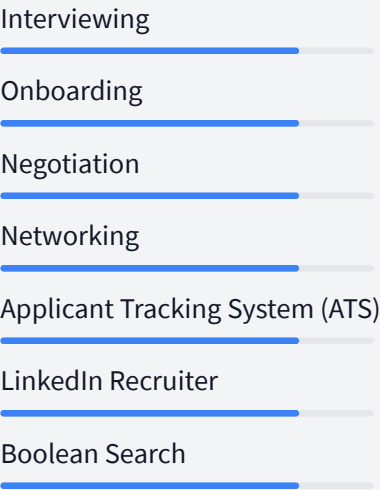 Interviewing
Onboarding
Negotiation
Networking
Applicant Tracking System (ATS)
LinkedIn Recruiter
Boolean Search